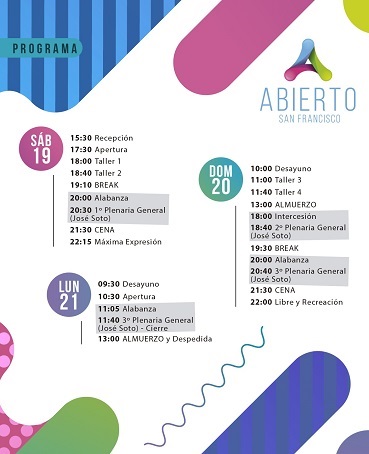 PROGRAMA
ABIERTO
SAN FRANCISCO
SÁB
19
15:30 Recepción
17:30 Apertura
18:00 Taller 1
18:40 Taller 2
19:10 BREAK
20:00 Alabanza
20:30 1º Plenaria General
(José Soto)
21:30 CENA
22:15 Máxima Expresión
DOM
20
10:00 Desayuno
11:00 Taller 3
11:40 Taller 4
13:00 ALMUERZO
18:00 Intercesión
18:40 2º Plenaria General
(José Soto)
19:30 BREAK
20:00 Alabanza
20:40 3º Plenaria General
(José Soto)
21:30 CENA
22:00 Libre y Recreación
LUN
21
09:30 Desayuno
10:30 Apertura
11:05 Alabanza
11:40 3º Plenaria General
(José Soto) - Cierre
13:00 ALMUERZO y Despedida